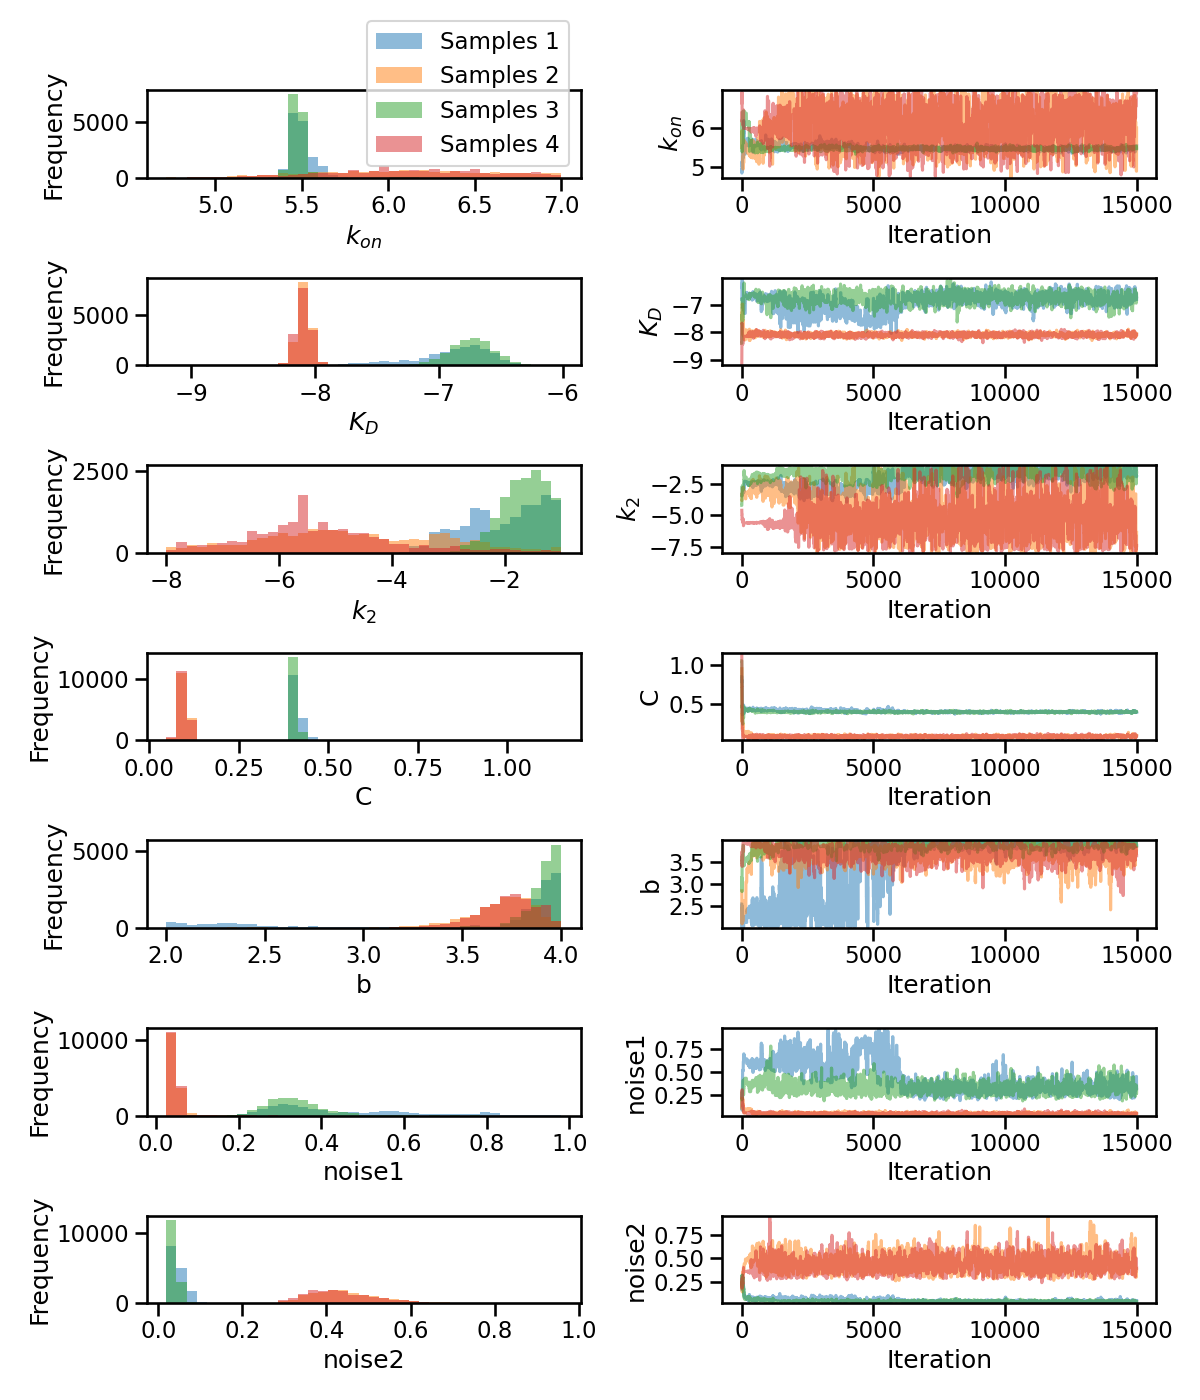 Samples 1
Samples 2
Samples 3
Samples 4
Frequency
5000
0
5.0 5.5 6.0 6.5 7.0
k_on
k_on
6
5
0 5000 10000 15000
Iteration
Frequency
5000
0
−9 −8 −7 −6
K_D
K_D
−7
−8
−9
0 5000 10000 15000
Iteration
Frequency
2500
0
−8 −6 −4 −2
k_2
k_2
−2.5
−5.0
−7.5
0 5000 10000 15000
Iteration
Frequency
10000
0
0.00 0.25 0.50 0.75 1.00
C
C
1.0
0.5
0 5000 10000 15000
Iteration
Frequency
5000
0
2.0 2.5 3.0 3.5 4.0
b
b
3.5
3.0
2.5
0 5000 10000 15000
Iteration
Frequency
10000
0
0.0 0.2 0.4 0.6 0.8 1.0
noise1
noise1
0.75
0.50
0.25
0 5000 10000 15000
Iteration
Frequency
10000
0
0.0 0.2 0.4 0.6 0.8 1.0
noise2
noise2
0.75
0.50
0.25
0 5000 10000 15000
Iteration